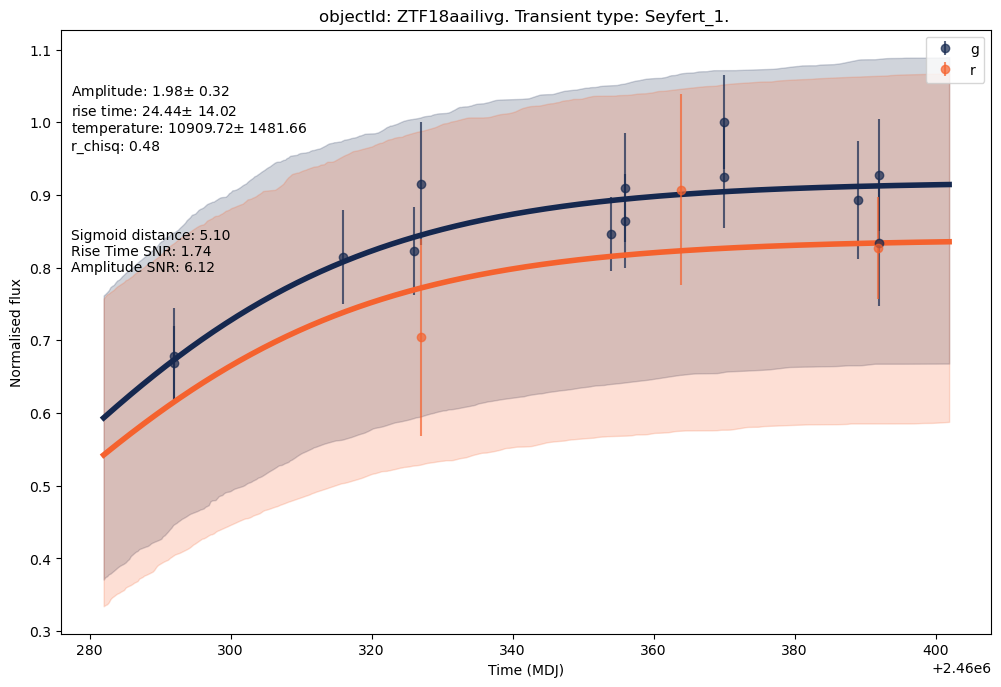 objectId: ZTF18aailivg. Transient type: Seyfert_1.
1.1
1.0
0.9
0.8
0.7
0.6
0.5
0.4
0.3
Normalised flux
Amplitude: 1.98± 0.32
rise time: 24.44± 14.02
temperature: 10909.72± 1481.66
r_chisq: 0.48
Sigmoid distance: 5.10
Rise Time SNR: 1.74
Amplitude SNR: 6.12
g
r
280 300 320 340 360 380 400
+2.46e6
Time (MDJ)